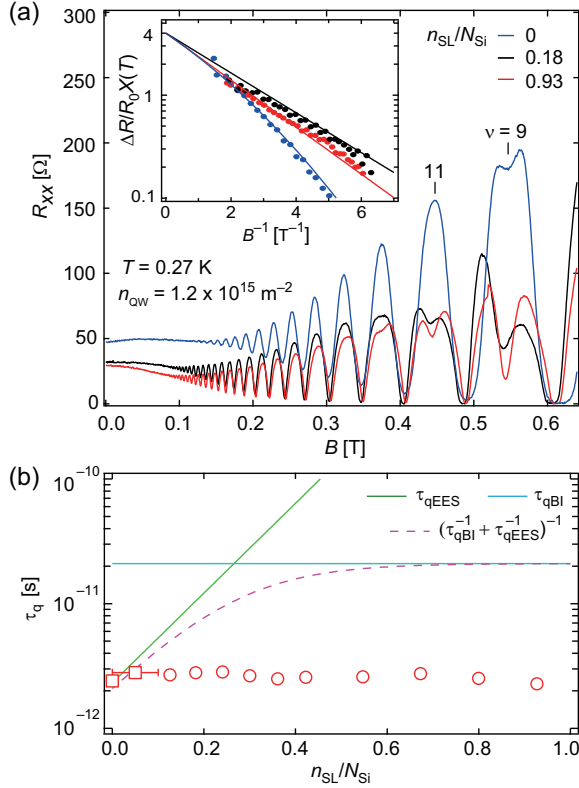 (a)
R_XX [Ω]
300
250
200
150
100
50
0
4
1
0.1
ΔR/R₀X(T)
0 2 4 6
B⁻¹ [T⁻¹]
n_SL/N_Si
0
0.18
0.93
ν = 9
11
T = 0.27 K
n_QW = 1.2 x 10¹⁵ m⁻²
0.0 0.1 0.2 0.3 0.4 0.5 0.6
B [T]
(b)
τ_q [s]
10⁻¹⁰
10⁻¹¹
10⁻¹²
τ_qEES τ_qBI
(τ_qBI⁻¹ + τ_qEES⁻¹)⁻¹
0.0 0.2 0.4 0.6 0.8 1.0
n_SL/N_Si